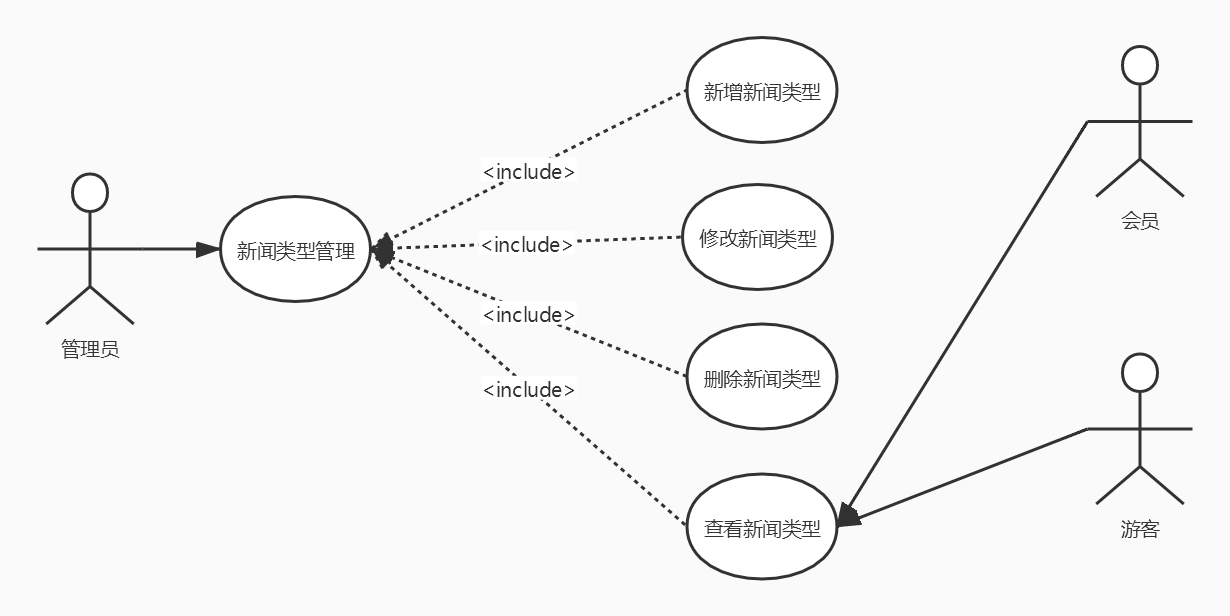 新增新闻类型
<include>
会员
修改新闻类型
<include>
新闻类型管理
<include>
管理员
删除新闻类型
<include>
查看新闻类型
游客